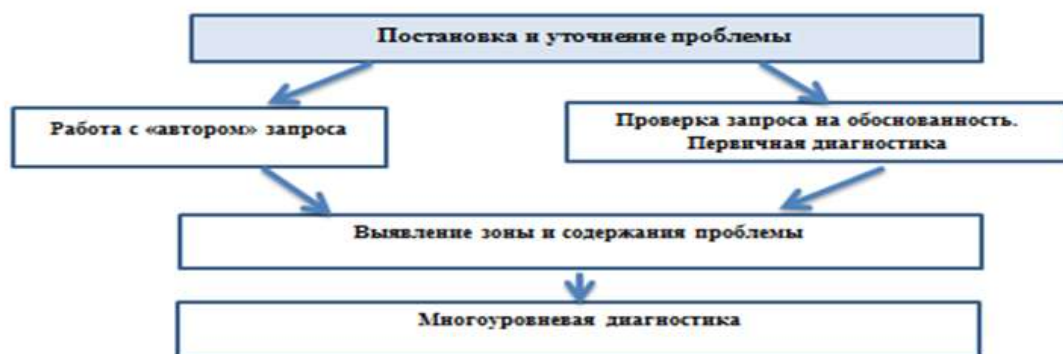 Постановка и уточнение проблемы
Работа с «автором» запроса
Проверка запроса на обоснованность.
Первичная диагностика
Выявление зоны и содержания проблемы
Многоуровневая диагностика